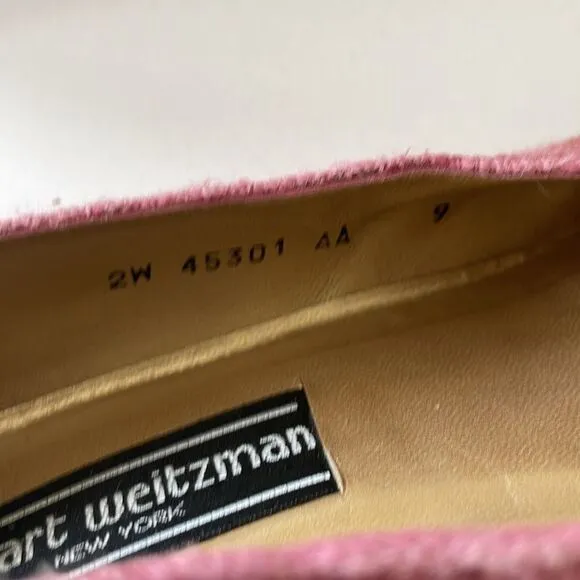 2W 45301 AA 9
art weitzman
NEW YORK